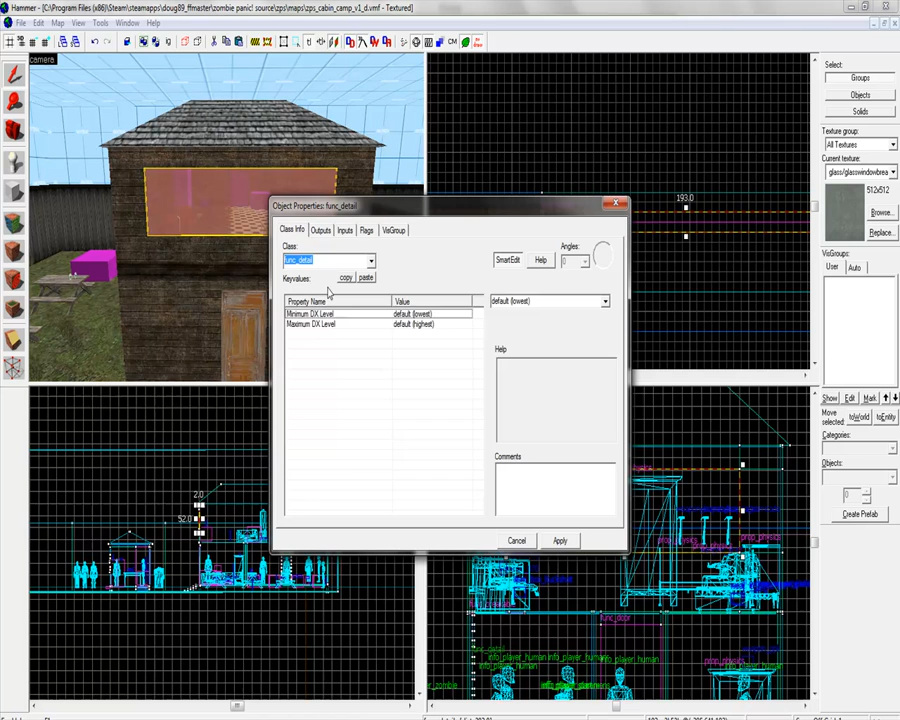 Hammer - [C:\Program Files (x86)\Steam\steamapps\doug89_ffmaster\zombie panic! source\zps\maps\zps_cabin_camp_v1_d.vmf - Textured]
File Edit Map View Tools Window Help
camera
193.0
Object Properties: func_detail
Class Info Outputs Inputs Flags VisGroup
Class:
func_detail
Keyvalues: copy paste
SmartEdit Help
Angles:
0
Property Name Value
Minimum DX Level default (lowest)
Maximum DX Level default (highest)
default (lowest)
Help
Comments
Cancel Apply
2.0
52.0
prop_physics
prop_physics
func_door
info_player_human
info_player_human
info_player_human
Select:
Groups
Objects
Solids
Texture group:
All Textures
Current texture:
glass/glasswindowbrea
512x512
Browse...
Replace...
VisGroups:
User Auto
Show Edit Mark
Move selected:
toWorld toEntity
Categories:
Objects:
0
Create Prefab